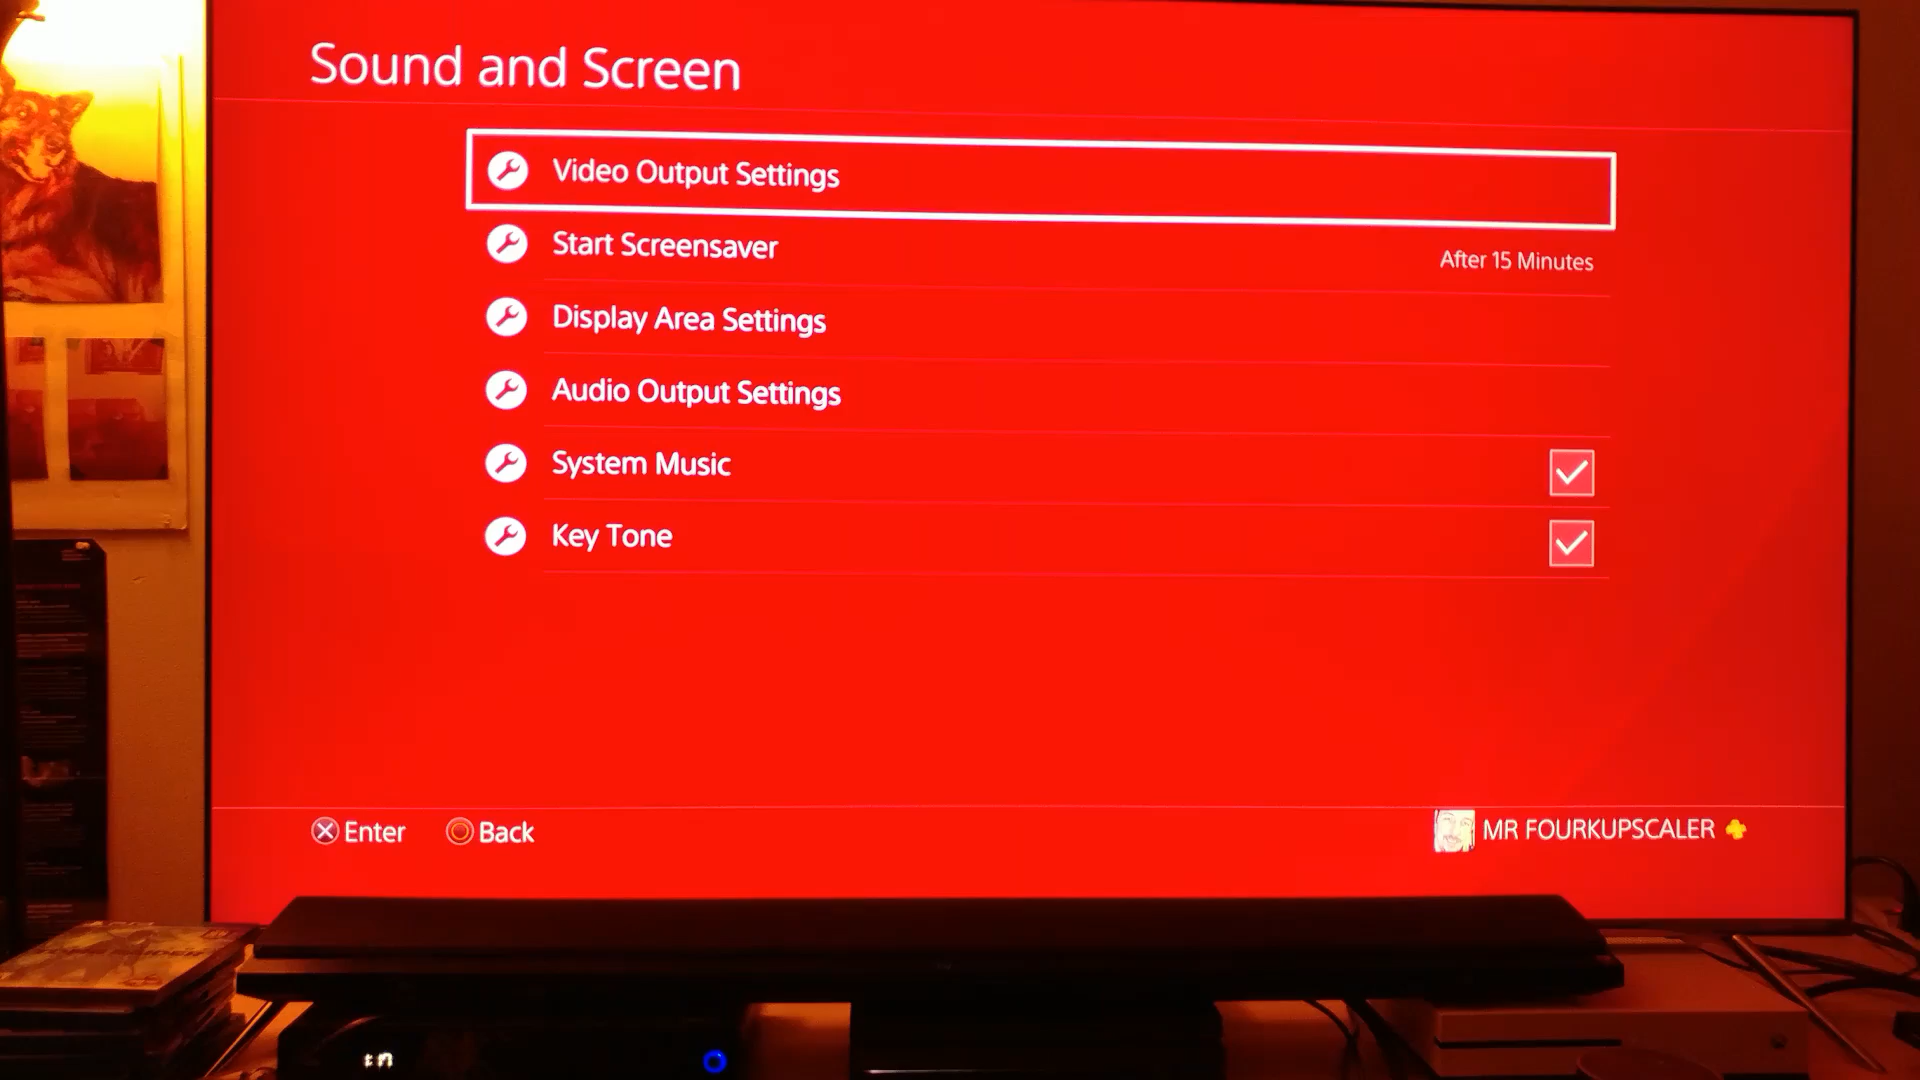 Sound and Screen
Video Output Settings
Start Screensaver
After 15 Minutes
Display Area Settings
Audio Output Settings
System Music
Key Tone
Enter
Back
MR FOURKUPSCALER